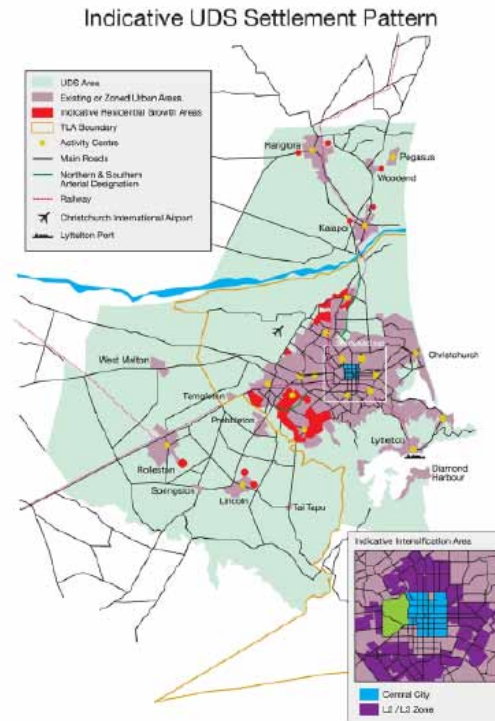 Indicative UDS Settlement Pattern
UDS Area
Existing or Zoned Urban Areas
Indicative Residential Growth Areas
TLA Boundary
Activity Centre
Main Roads
Northern & Southern
Arterial Designation
Railway
Christchurch International Airport
Lyttelton Port
Rangiora
Pegasus
Woodend
Kaiapoi
West Melton
Christchurch
Templeton
Prebbleton
Lyttelton
Rolleston
Diamond
Harbour
Springston
Lincoln
Tai Tapu
Indicative Intensification Area
Central City
L2 / L3 Zone